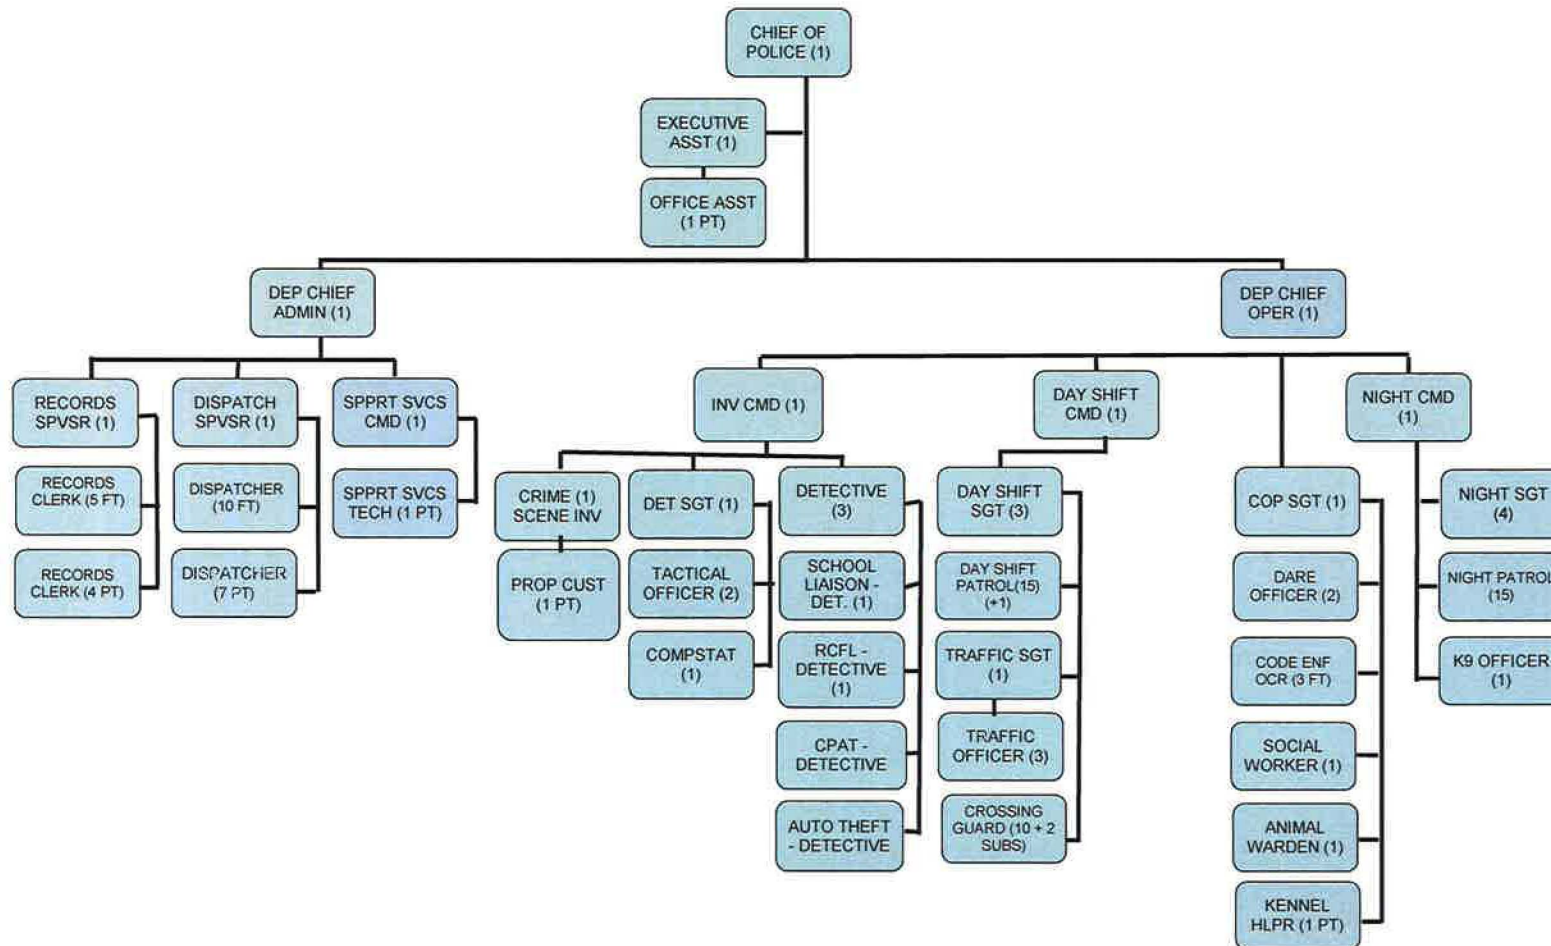 CHIEF OF
POLICE (1)
EXECUTIVE
ASST (1)
OFFICE ASST
(1 PT)
DEP CHIEF
ADMIN (1)
DEP CHIEF
OPER (1)
RECORDS
SPVSR (1)
DISPATCH
SPVSR (1)
SPPRT SVCS
CMD (1)
RECORDS
CLERK (5 FT)
DISPATCHER
(10 FT)
SPPRT SVCS
TECH (1 PT)
RECORDS
CLERK (4 PT)
DISPATCHER
(7 PT)
INV CMD (1)
DAY SHIFT
CMD (1)
NIGHT CMD
(1)
CRIME (1)
SCENE INV
PROP CUST
(1 PT)
DET SGT (1)
TACTICAL
OFFICER (2)
COMPSTAT
(1)
DETECTIVE
(3)
SCHOOL
LIAISON -
DET. (1)
RCFL -
DETECTIVE
(1)
CPAT -
DETECTIVE
AUTO THEFT
- DETECTIVE
DAY SHIFT
SGT (3)
DAY SHIFT
PATROL(15)
(+1)
TRAFFIC SGT
(1)
TRAFFIC
OFFICER (3)
CROSSING
GUARD (10 + 2
SUBS)
COP SGT (1)
DARE
OFFICER (2)
CODE ENF
OCR (3 FT)
SOCIAL
WORKER (1)
ANIMAL
WARDEN (1)
KENNEL
HLPR (1 PT)
NIGHT SGT
(4)
NIGHT PATROL
(15)
K9 OFFICER
(1)